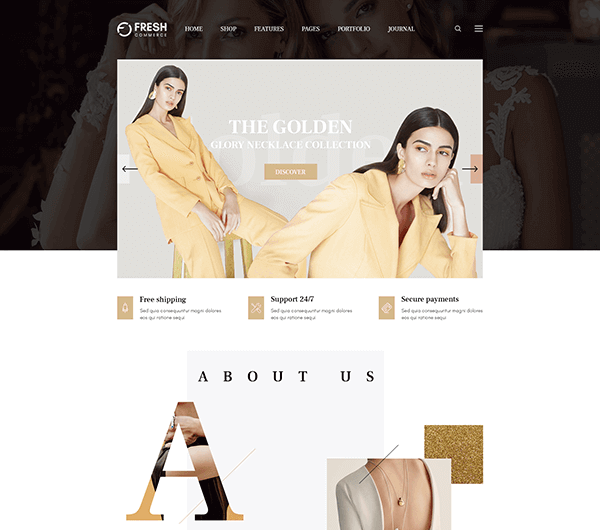 FRESH
COMMERCE
HOME SHOP FEATURES PAGES PORTFOLIO JOURNAL
THE GOLDEN
GLORY NECKLACE COLLECTION
DISCOVER
Free shipping
Sed quia consequuntur magni dolores
eos qui ratione sequi
Support 24/7
Sed quia consequuntur magni dolores
eos qui ratione sequi
Secure payments
Sed quia consequuntur magni dolores
eos qui ratione sequi
ABOUT US
A